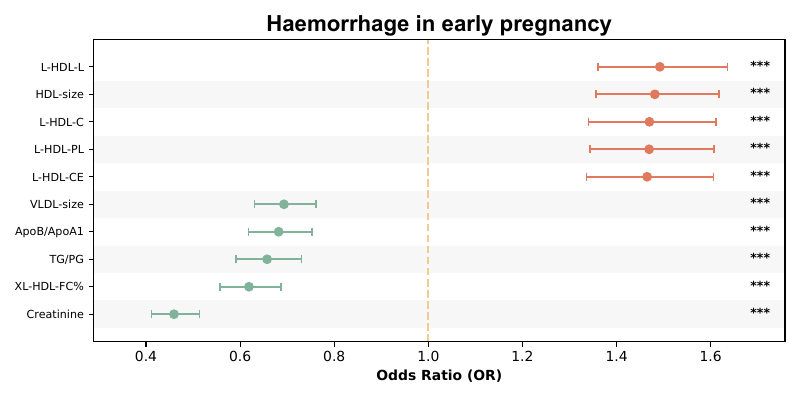 Haemorrhage in early pregnancy
L-HDL-L ***
HDL-size ***
L-HDL-C ***
L-HDL-PL ***
L-HDL-CE ***
VLDL-size ***
ApoB/ApoA1 ***
TG/PG ***
XL-HDL-FC% ***
Creatinine ***
0.4 0.6 0.8 1.0 1.2 1.4 1.6
Odds Ratio (OR)